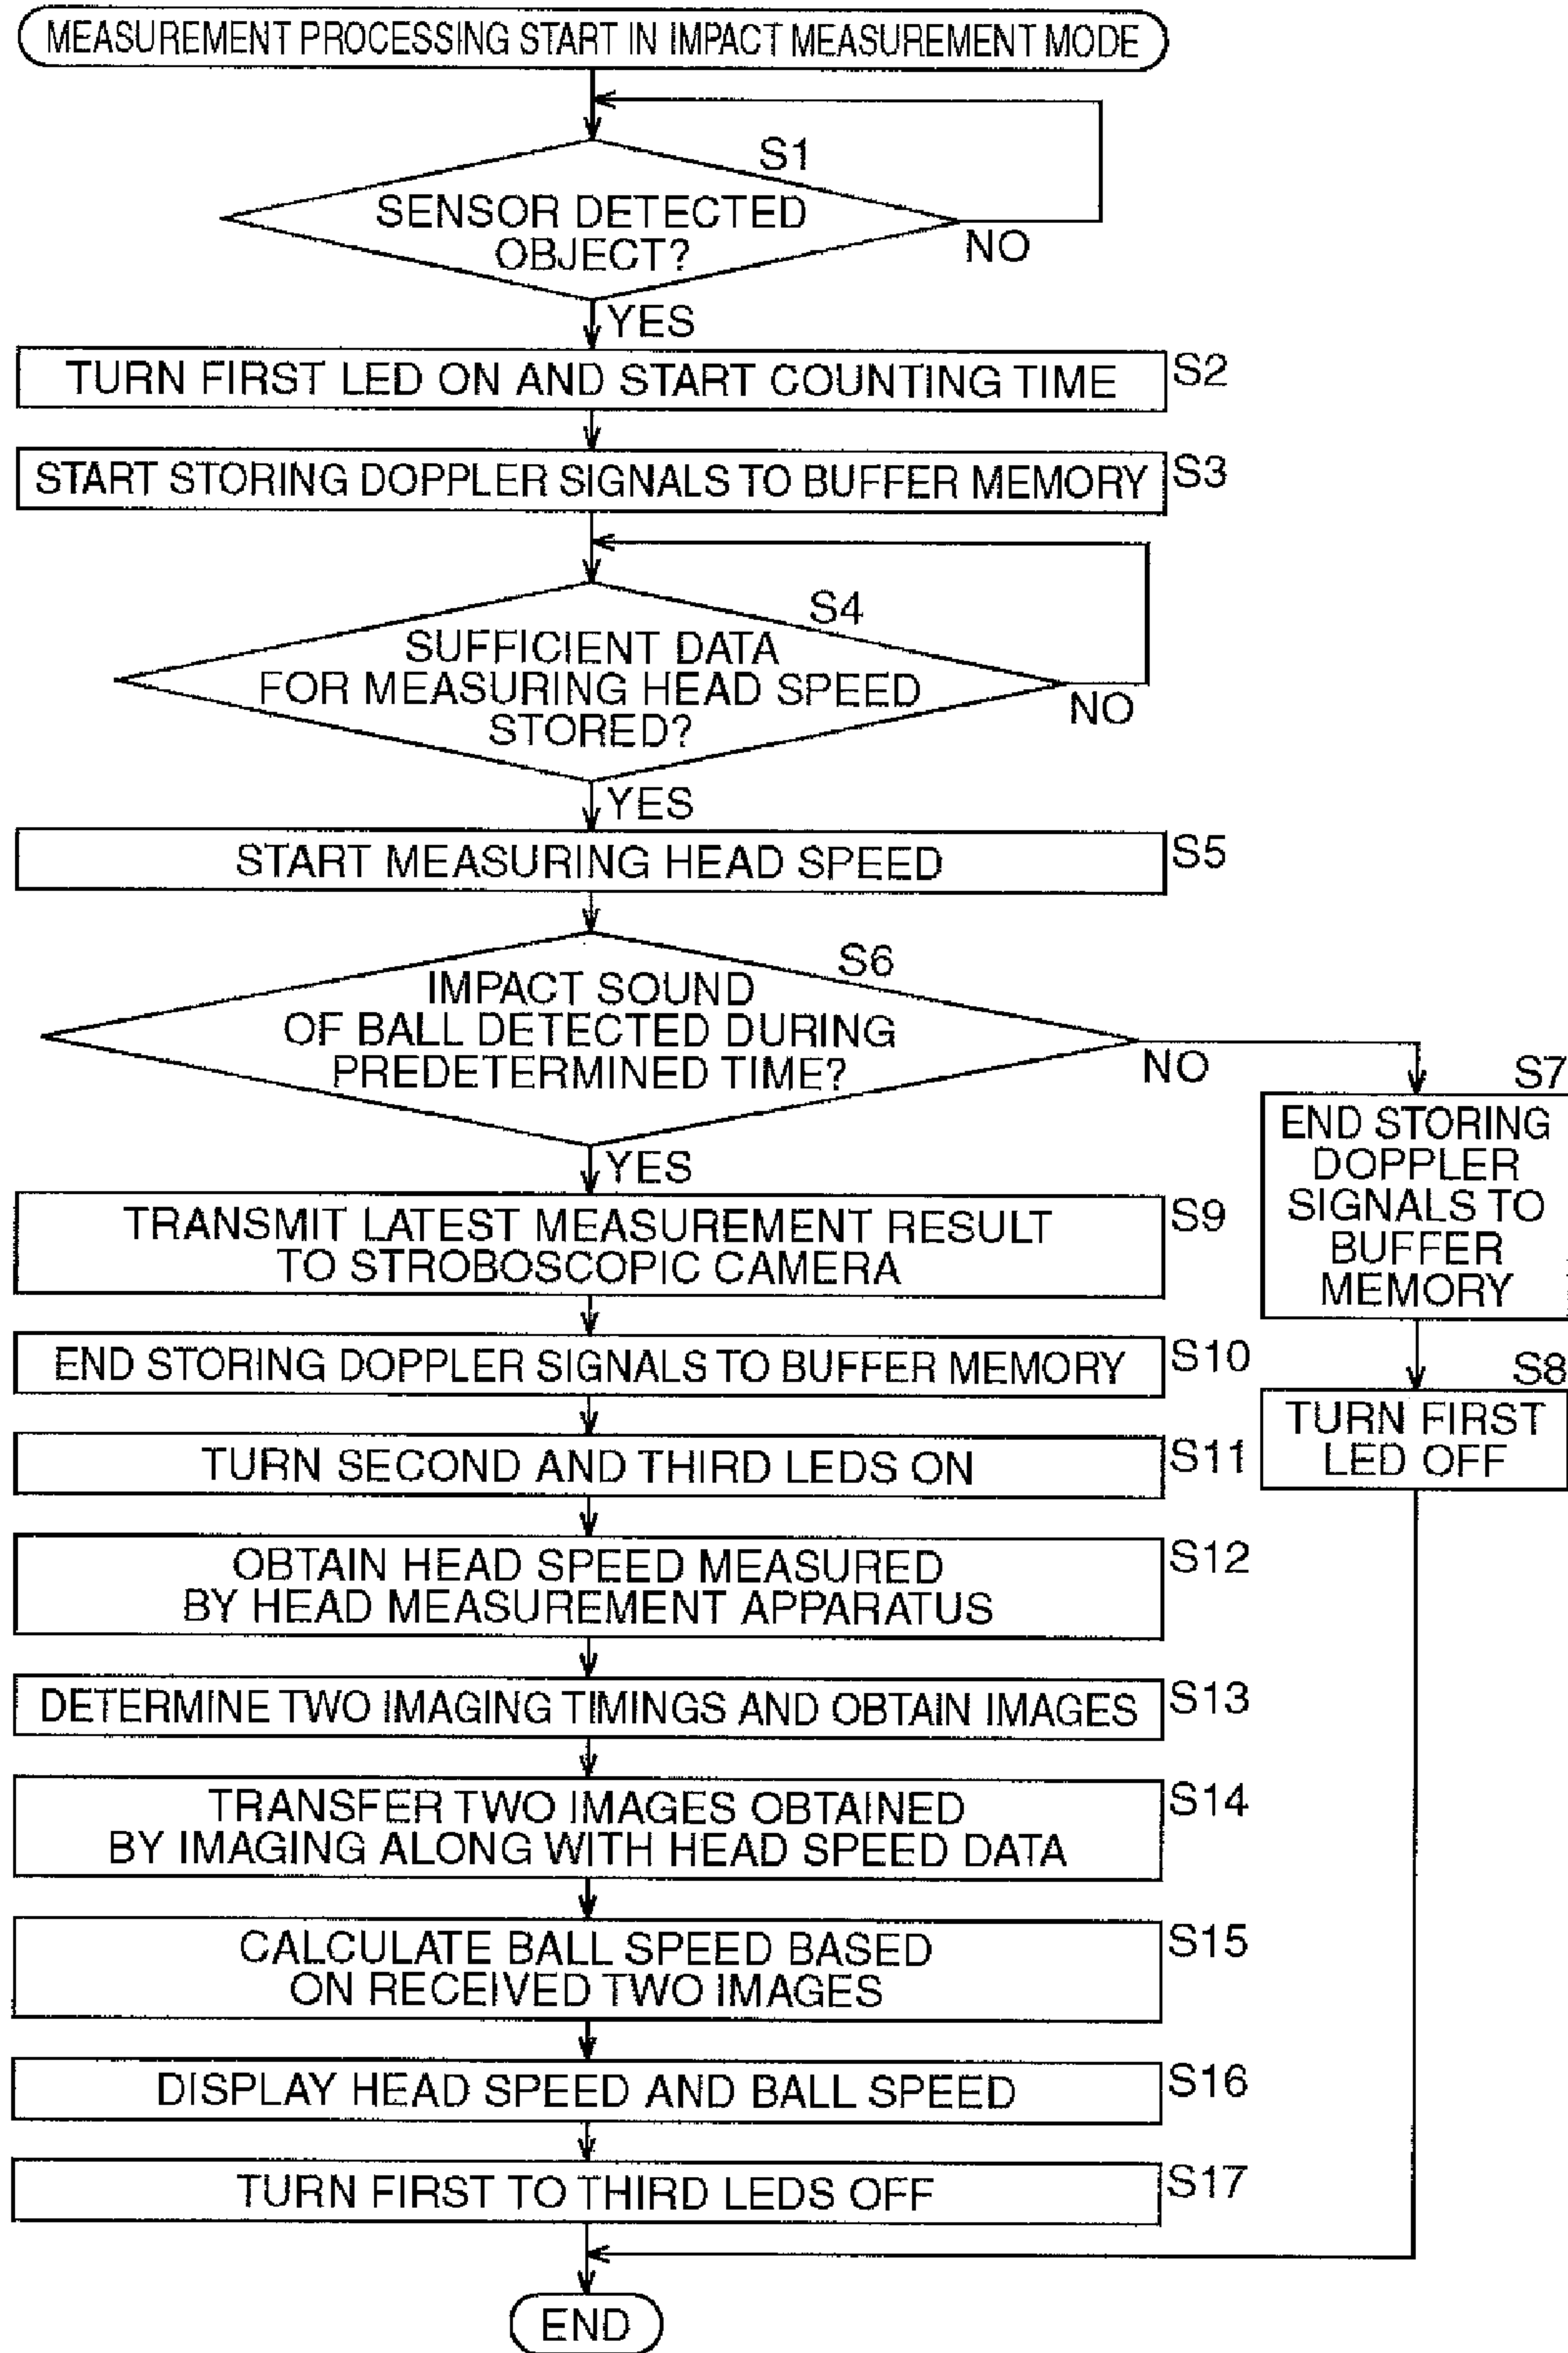 MEASUREMENT PROCESSING START IN IMPACT MEASUREMENT MODE
S1
SENSOR DETECTED
OBJECT?
NO
YES
TURN FIRST LED ON AND START COUNTING TIME
S2
START STORING DOPPLER SIGNALS TO BUFFER MEMORY
S3
S4
SUFFICIENT DATA
FOR MEASURING HEAD SPEED
STORED?
NO
YES
START MEASURING HEAD SPEED
S5
S6
IMPACT SOUND
OF BALL DETECTED DURING
PREDETERMINED TIME?
NO
YES
S7
END STORING
DOPPLER
SIGNALS TO
BUFFER
MEMORY
S8
TURN FIRST
LED OFF
TRANSMIT LATEST MEASUREMENT RESULT
TO STROBOSCOPIC CAMERA
S9
END STORING DOPPLER SIGNALS TO BUFFER MEMORY
S10
TURN SECOND AND THIRD LEDS ON
S11
OBTAIN HEAD SPEED MEASURED
BY HEAD MEASUREMENT APPARATUS
S12
DETERMINE TWO IMAGING TIMINGS AND OBTAIN IMAGES
S13
TRANSFER TWO IMAGES OBTAINED
BY IMAGING ALONG WITH HEAD SPEED DATA
S14
CALCULATE BALL SPEED BASED
ON RECEIVED TWO IMAGES
S15
DISPLAY HEAD SPEED AND BALL SPEED
S16
TURN FIRST TO THIRD LEDS OFF
S17
END